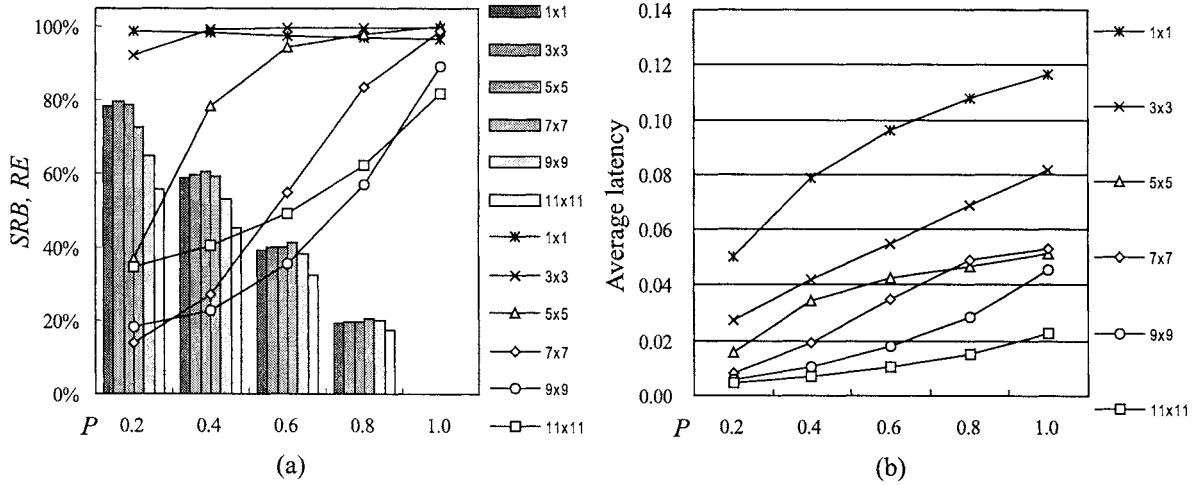 100%
80%
60%
40%
20%
0%
SRB, RE
P 0.2 0.4 0.6 0.8 1.0
1x1
3x3
5x5
7x7
9x9
11x11
1x1
3x3
5x5
7x7
9x9
11x11
(a)
0.14
0.12
0.10
0.08
0.06
0.04
0.02
0.00
Average latency
P 0.2 0.4 0.6 0.8 1.0
1x1
3x3
5x5
7x7
9x9
11x11
(b)